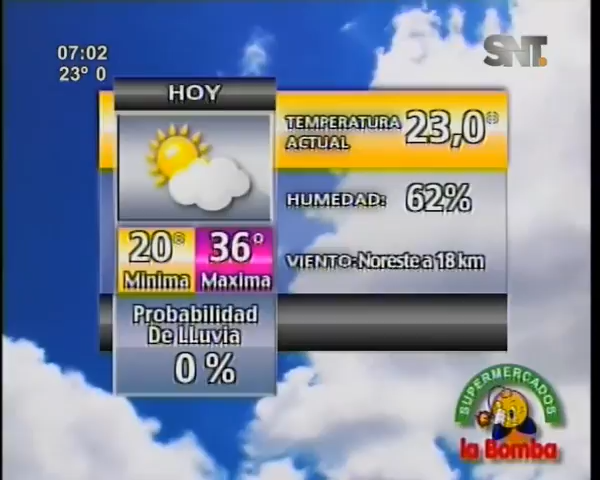 07:02
23° 0
SNT.
HOY
TEMPERATURA
ACTUAL
23,0°
HUMEDAD: 62%
20° 36°
Minima Maxima
VIENTO:Noreste a 18 km
Probabilidad
De LLuvia
0 %
SUPERMERCADOS
la Bomba